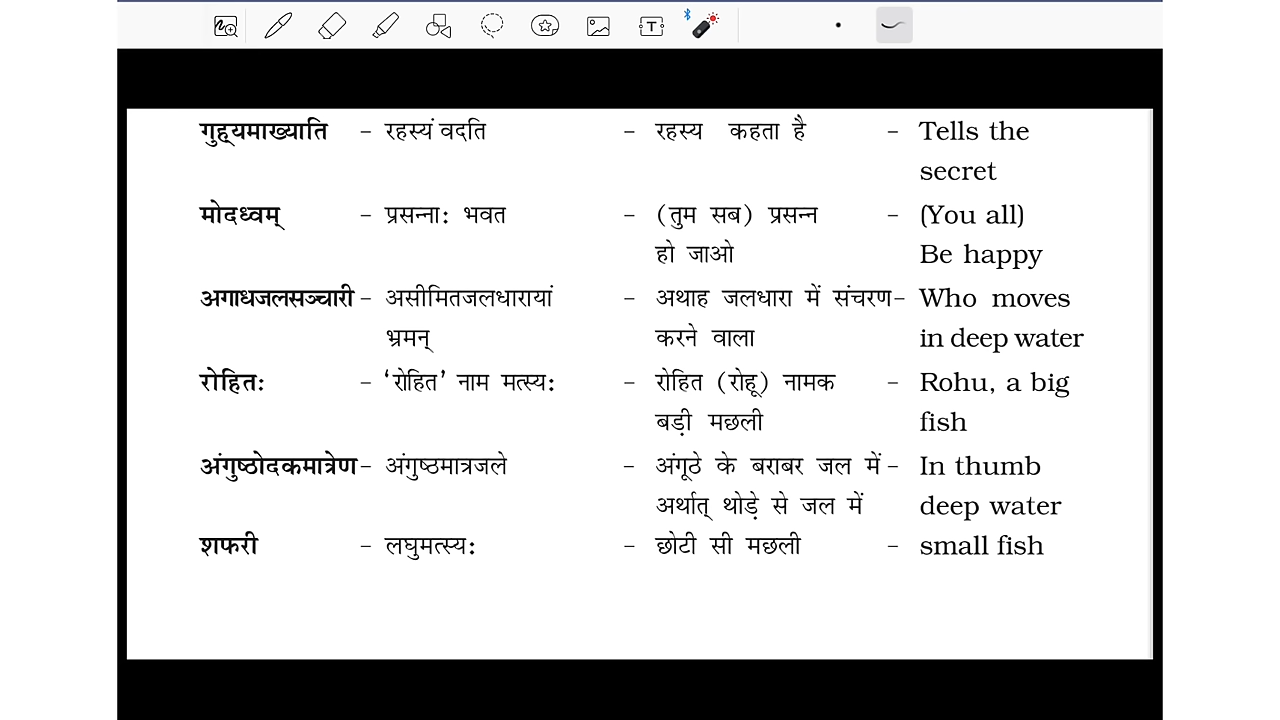 गुह्यमाख्याति – रहस्यं वदति – रहस्य कहता है – Tells the
secret
मोदध्वम् – प्रसन्ना: भवत – (तुम सब) प्रसन्न – (You all)
हो जाओ Be happy
अगाधजलसञ्चारी – असीमितजलधारायां – अथाह जलधारा में संचरण – Who moves
भ्रमन् करने वाला in deep water
रोहितः – ‘रोहित’ नाम मत्स्य: – रोहित (रोहू) नामक – Rohu, a big
बड़ी मछली fish
अंगुष्ठोदकमात्रेण – अंगुष्ठमात्रजले – अंगूठे के बराबर जल में – In thumb
अर्थात् थोड़े से जल में deep water
शफरी – लघुमत्स्य: – छोटी सी मछली – small fish